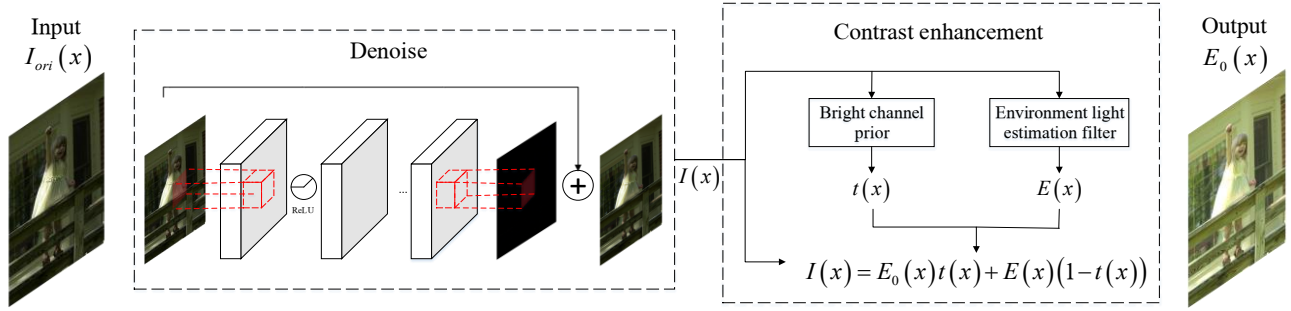 Input
I_ori(x)
Denoise
ReLU
...
I(x)
Contrast enhancement
Bright channel
prior
Environment light
estimation filter
t(x)
E(x)
I(x) = E_0(x)t(x) + E(x)(1 - t(x))
Output
E_0(x)